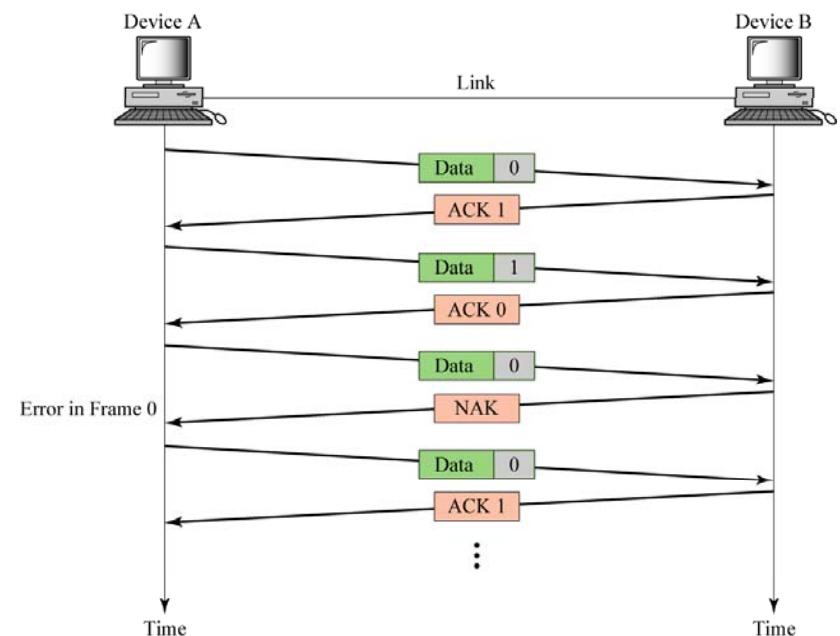 Device A
Device B
Link
Data 0
ACK 1
Data 1
ACK 0
Data 0
Error in Frame 0
NAK
Data 0
ACK 1
Time
Time